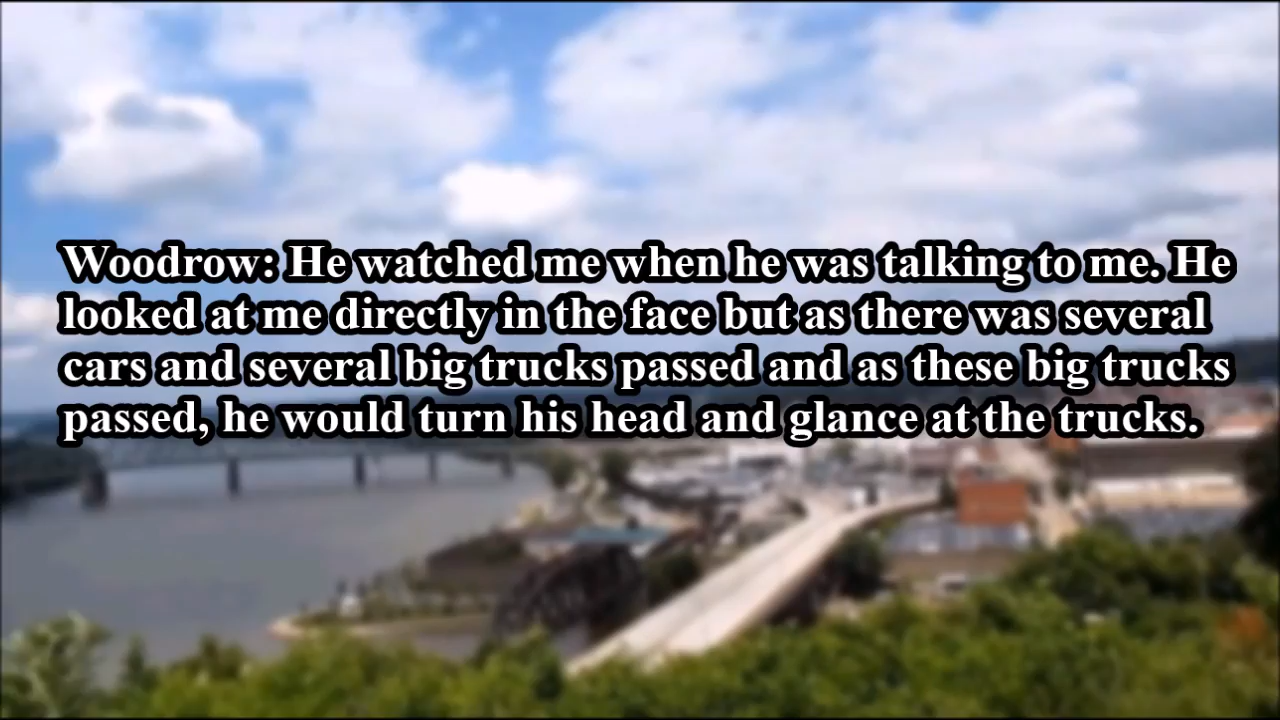 Woodrow: He watched me when he was talking to me. He
looked at me directly in the face but as there was several
cars and several big trucks passed and as these big trucks
passed, he would turn his head and glance at the trucks.